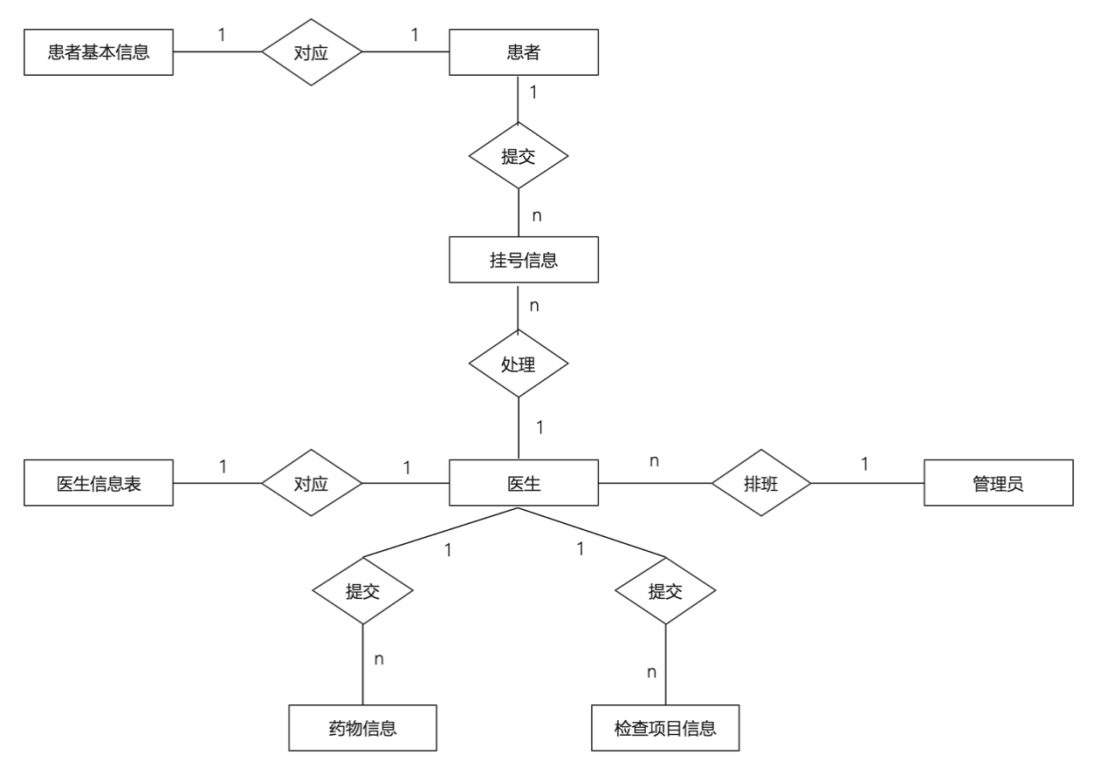 患者基本信息 1 对应 1 患者
1
提交
n
挂号信息
n
处理
1
医生信息表 1 对应 1 医生 n 排班 1 管理员
1 1
提交 提交
n n
药物信息 检查项目信息